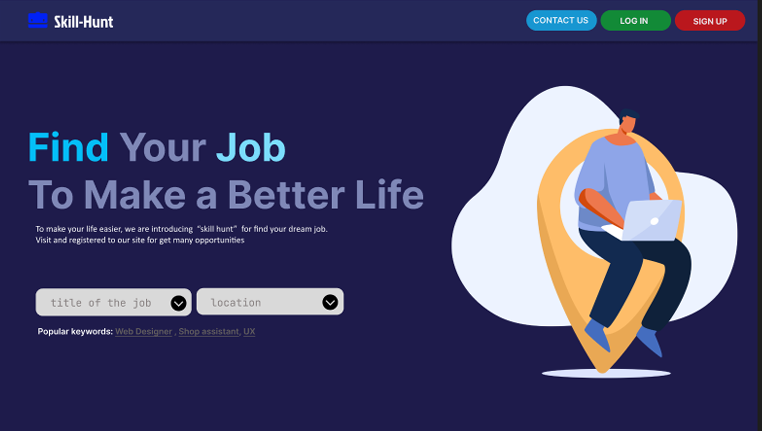 Skill-Hunt
CONTACT US
LOG IN
SIGN UP
Find Your Job
To Make a Better Life
To make your life easier, we are introducing “skill hunt” for find your dream job.
Visit and registered to our site for get many opportunities
title of the job
location
Popular keywords: Web Designer , Shop assistant, UX